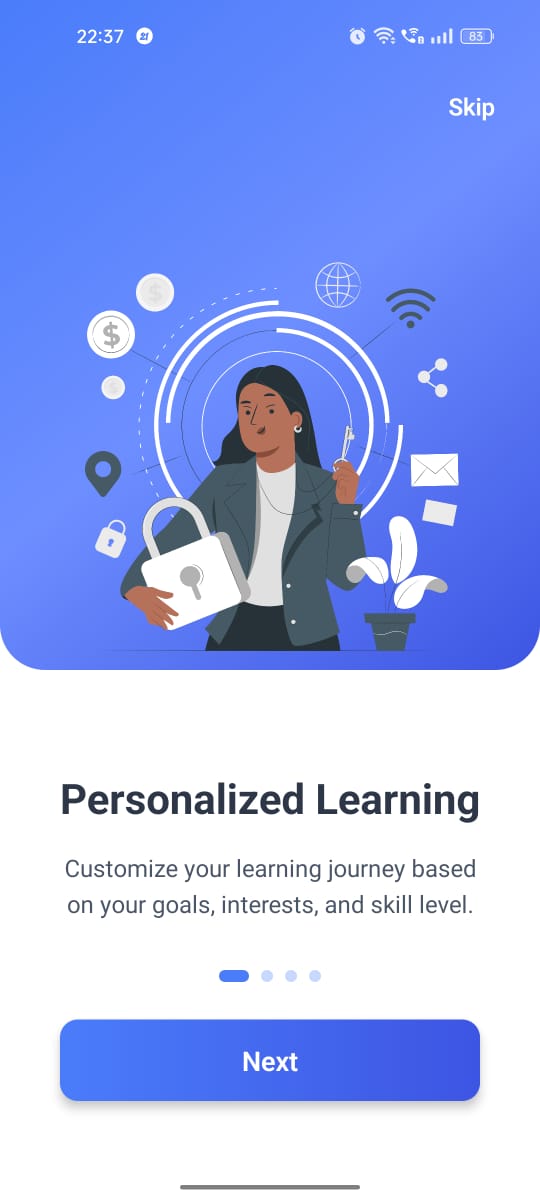 22:37
83
Skip
$
$
$
Personalized Learning
Customize your learning journey based
on your goals, interests, and skill level.
Next